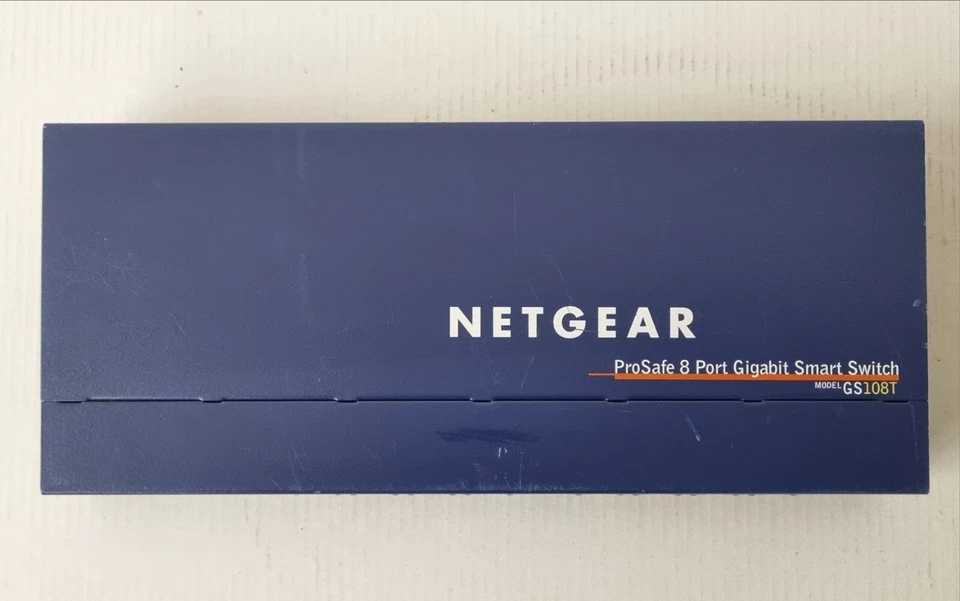 NETGEAR
ProSafe 8 Port Gigabit Smart Switch
MODEL GS108T